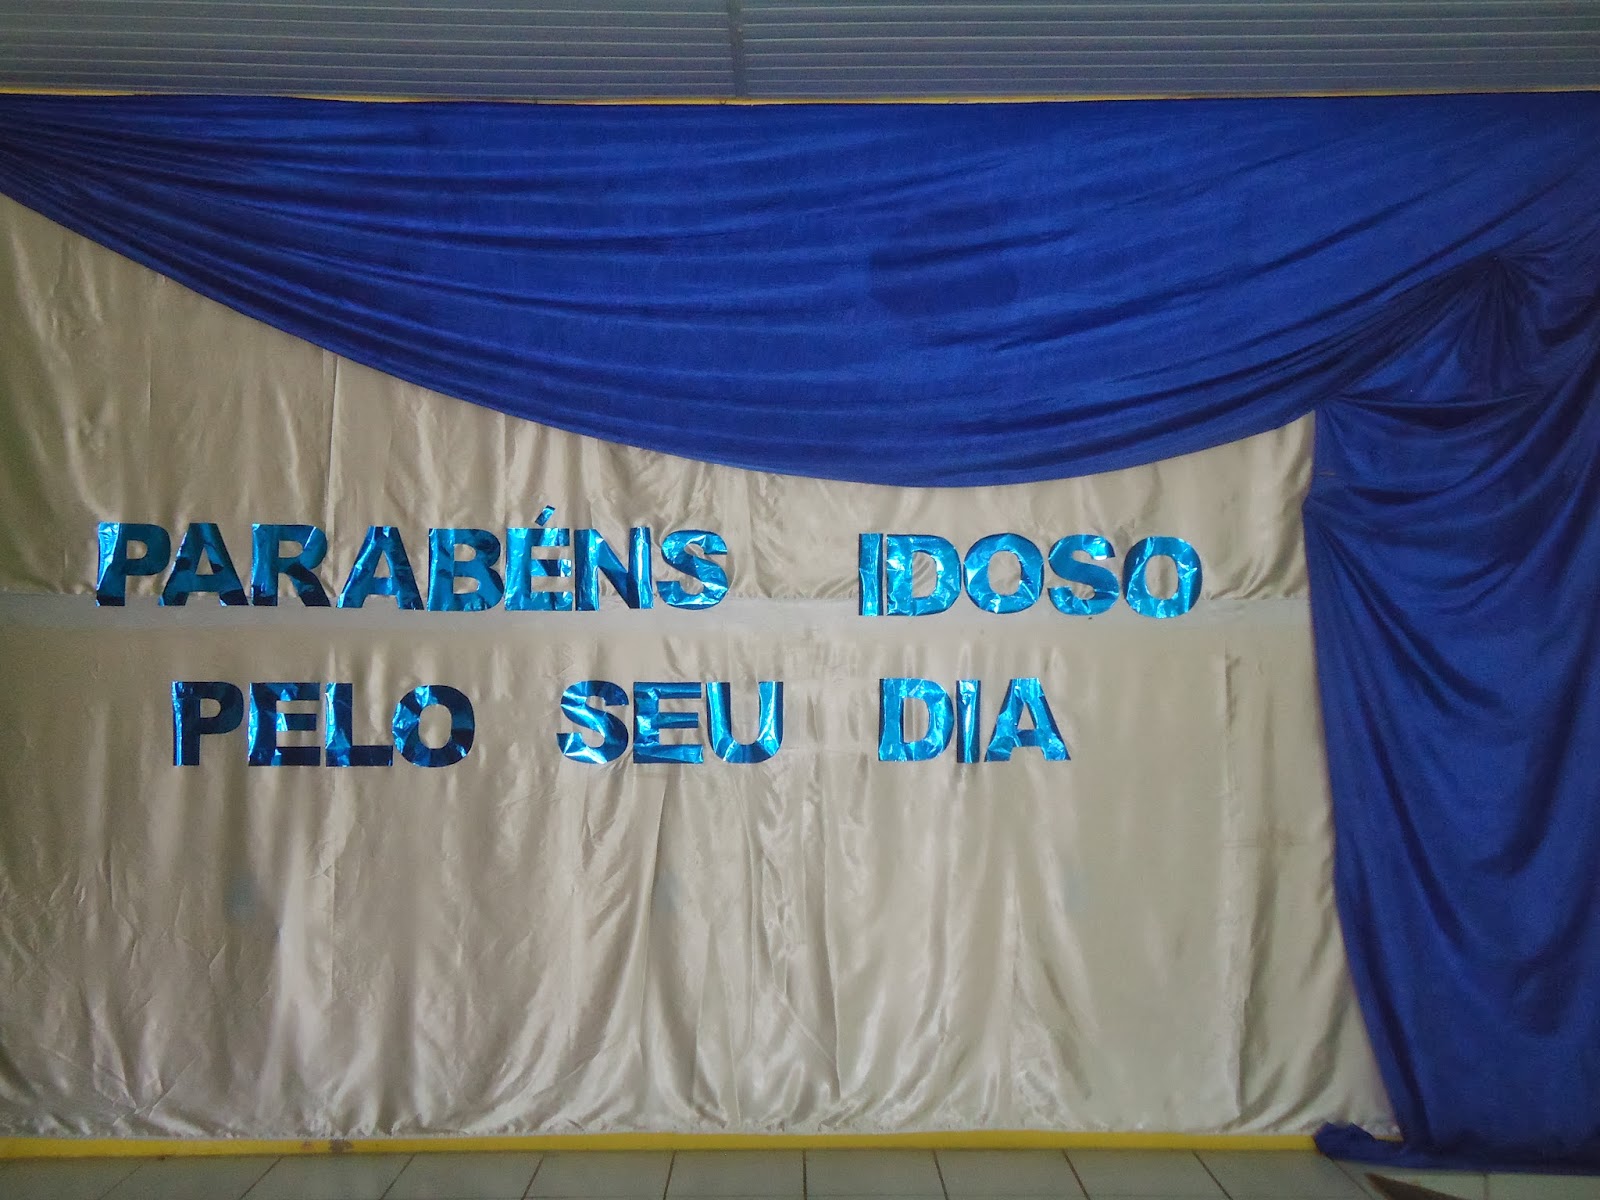 PARABÉNS IDOSO
PELO SEU DIA